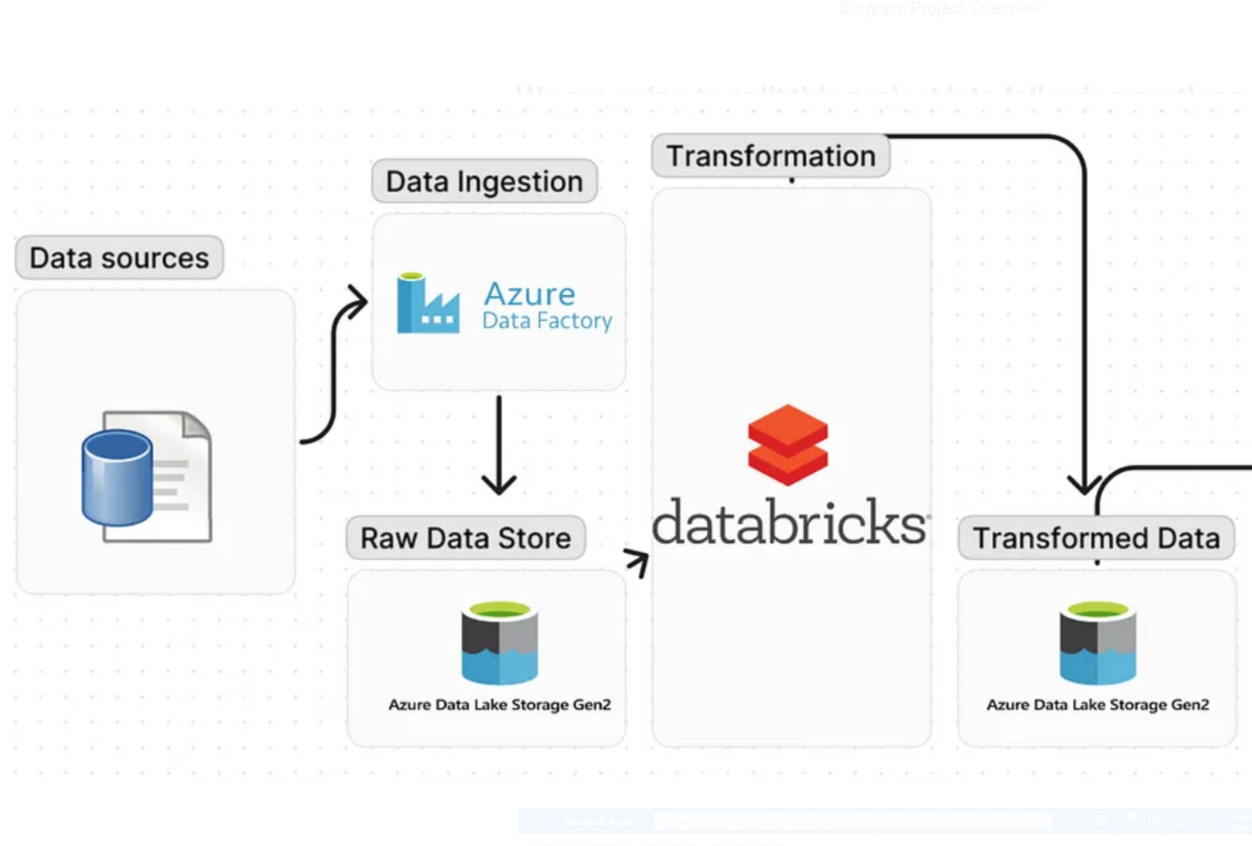 Diagram Project Overview
Data sources
Data Ingestion
Azure
Data Factory
Raw Data Store
Azure Data Lake Storage Gen2
Transformation
databricks
Transformed Data
Azure Data Lake Storage Gen2